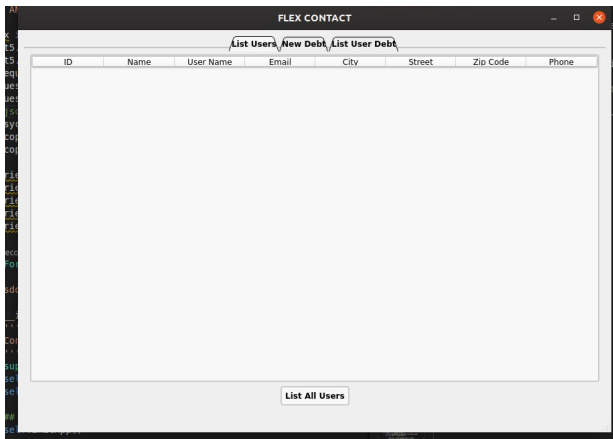 FLEX CONTACT
List Users New Debt List User Debt
ID Name User Name Email City Street Zip Code Phone
List All Users